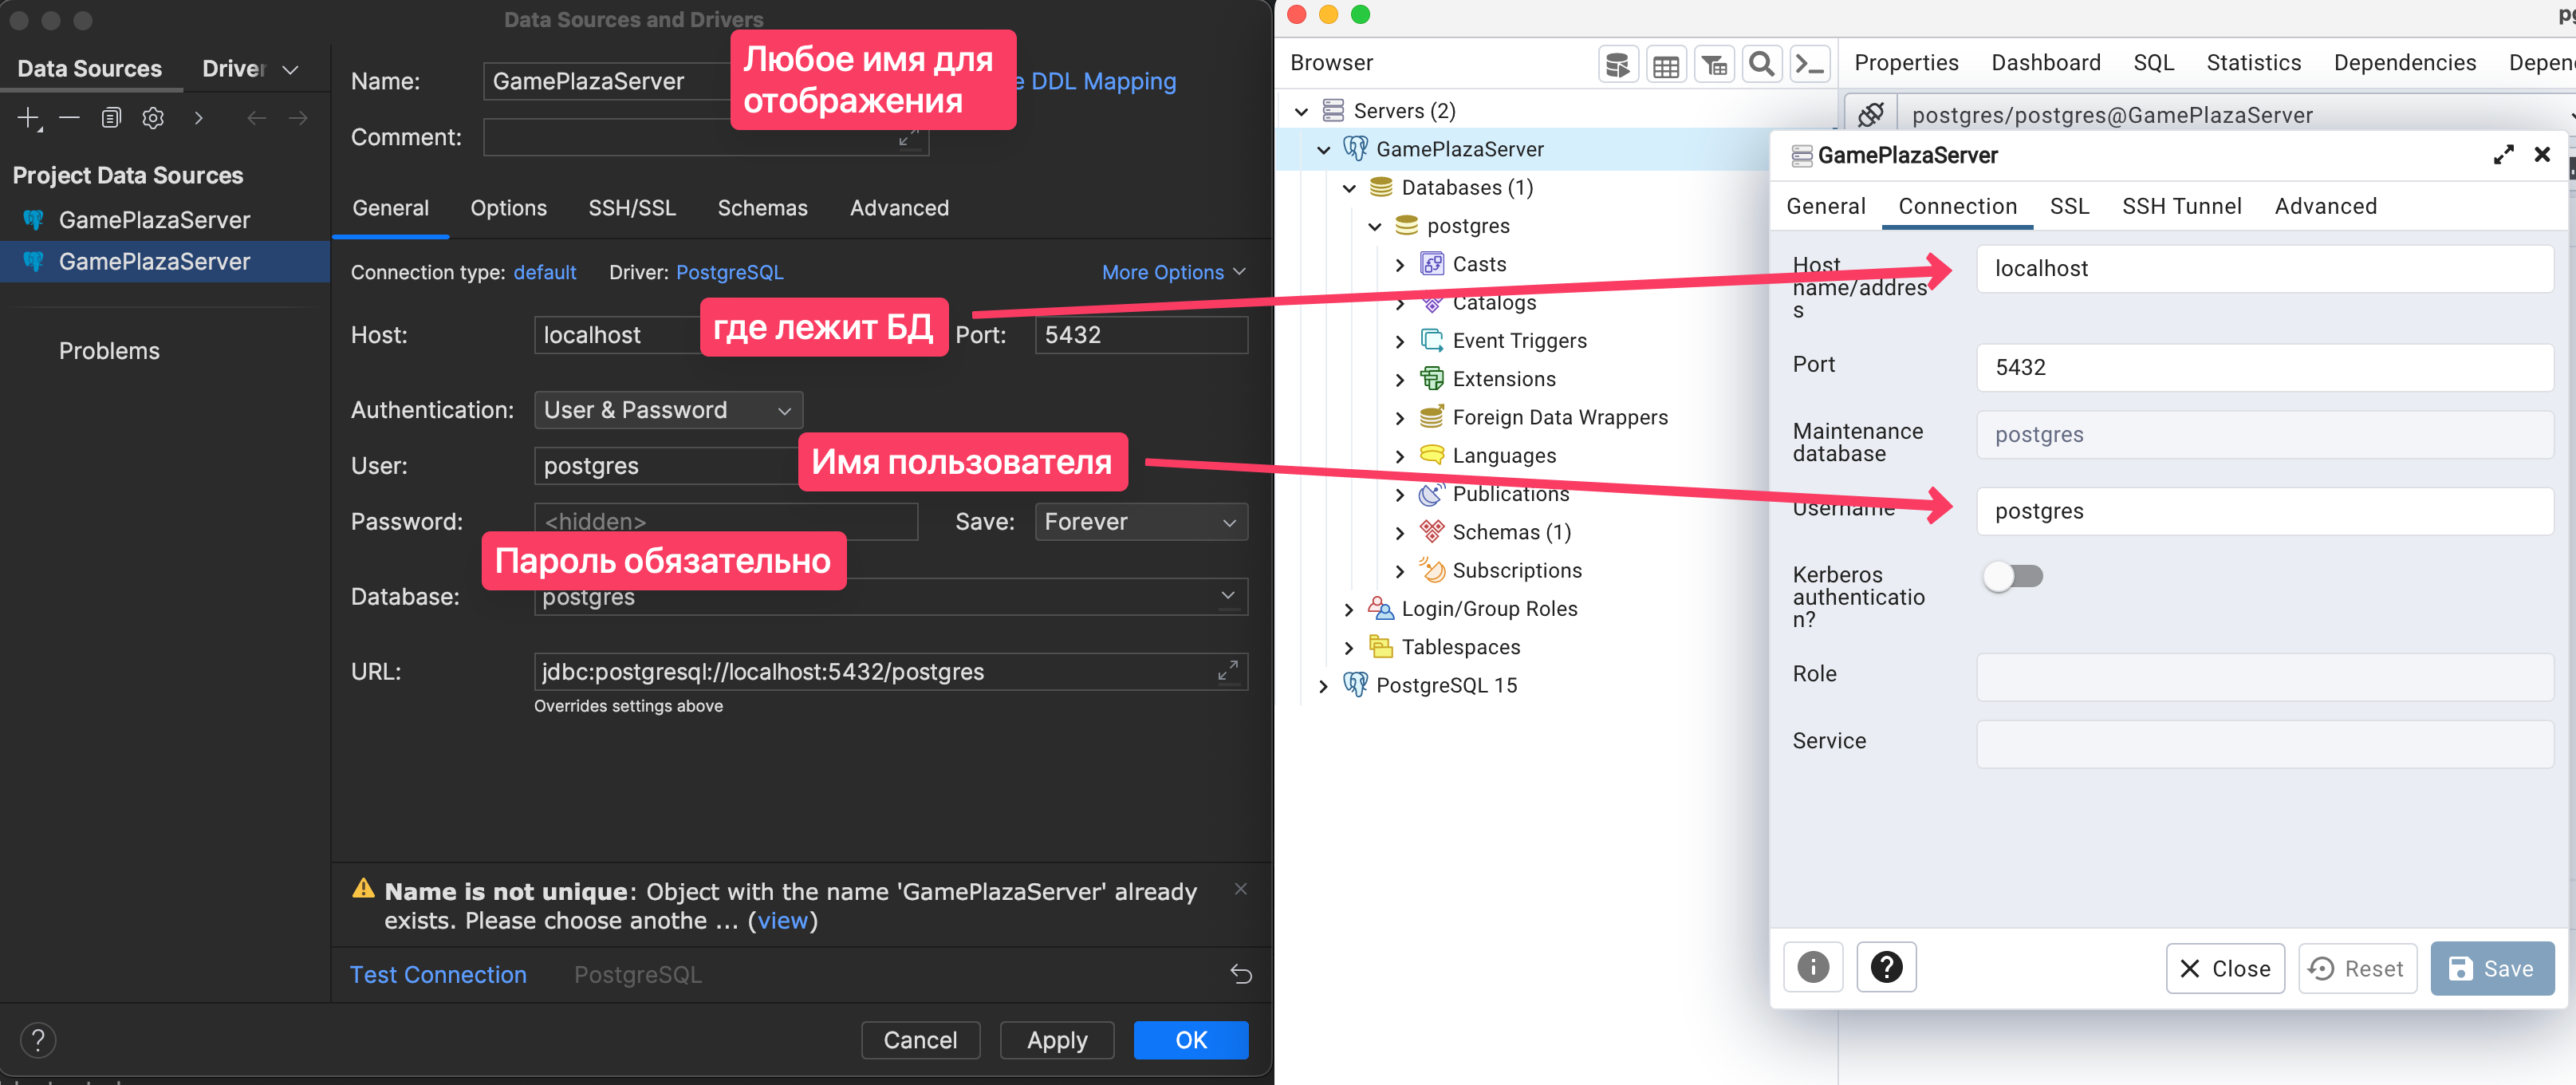 Data Sources and Drivers
Data Sources
Driver
Project Data Sources
GamePlazaServer
GamePlazaServer
Problems
Name:
GamePlazaServer
Любое имя для
отображения
DDL Mapping
Comment:
General
Options
SSH/SSL
Schemas
Advanced
Connection type: default
Driver: PostgreSQL
More Options
Host:
localhost
где лежит БД
Port:
5432
Authentication:
User & Password
User:
postgres
Имя пользователя
Password:
<hidden>
Save:
Forever
Пароль обязательно
Database:
postgres
URL:
jdbc:postgresql://localhost:5432/postgres
Overrides settings above
Name is not unique: Object with the name 'GamePlazaServer' already
exists. Please choose anothe ... (view)
Test Connection
PostgreSQL
?
Cancel
Apply
OK
Browser
Servers (2)
GamePlazaServer
Databases (1)
postgres
Casts
Catalogs
Event Triggers
Extensions
Foreign Data Wrappers
Languages
Publications
Schemas (1)
Subscriptions
Login/Group Roles
Tablespaces
PostgreSQL 15
Properties
Dashboard
SQL
Statistics
Dependencies
Depen
postgres/postgres@GamePlazaServer
GamePlazaServer
General
Connection
SSL
SSH Tunnel
Advanced
Host
name/addres
s
localhost
Port
5432
Maintenance
database
postgres
Username
postgres
Kerberos
authenticatio
n?
Role
Service
i
?
Close
Reset
Save